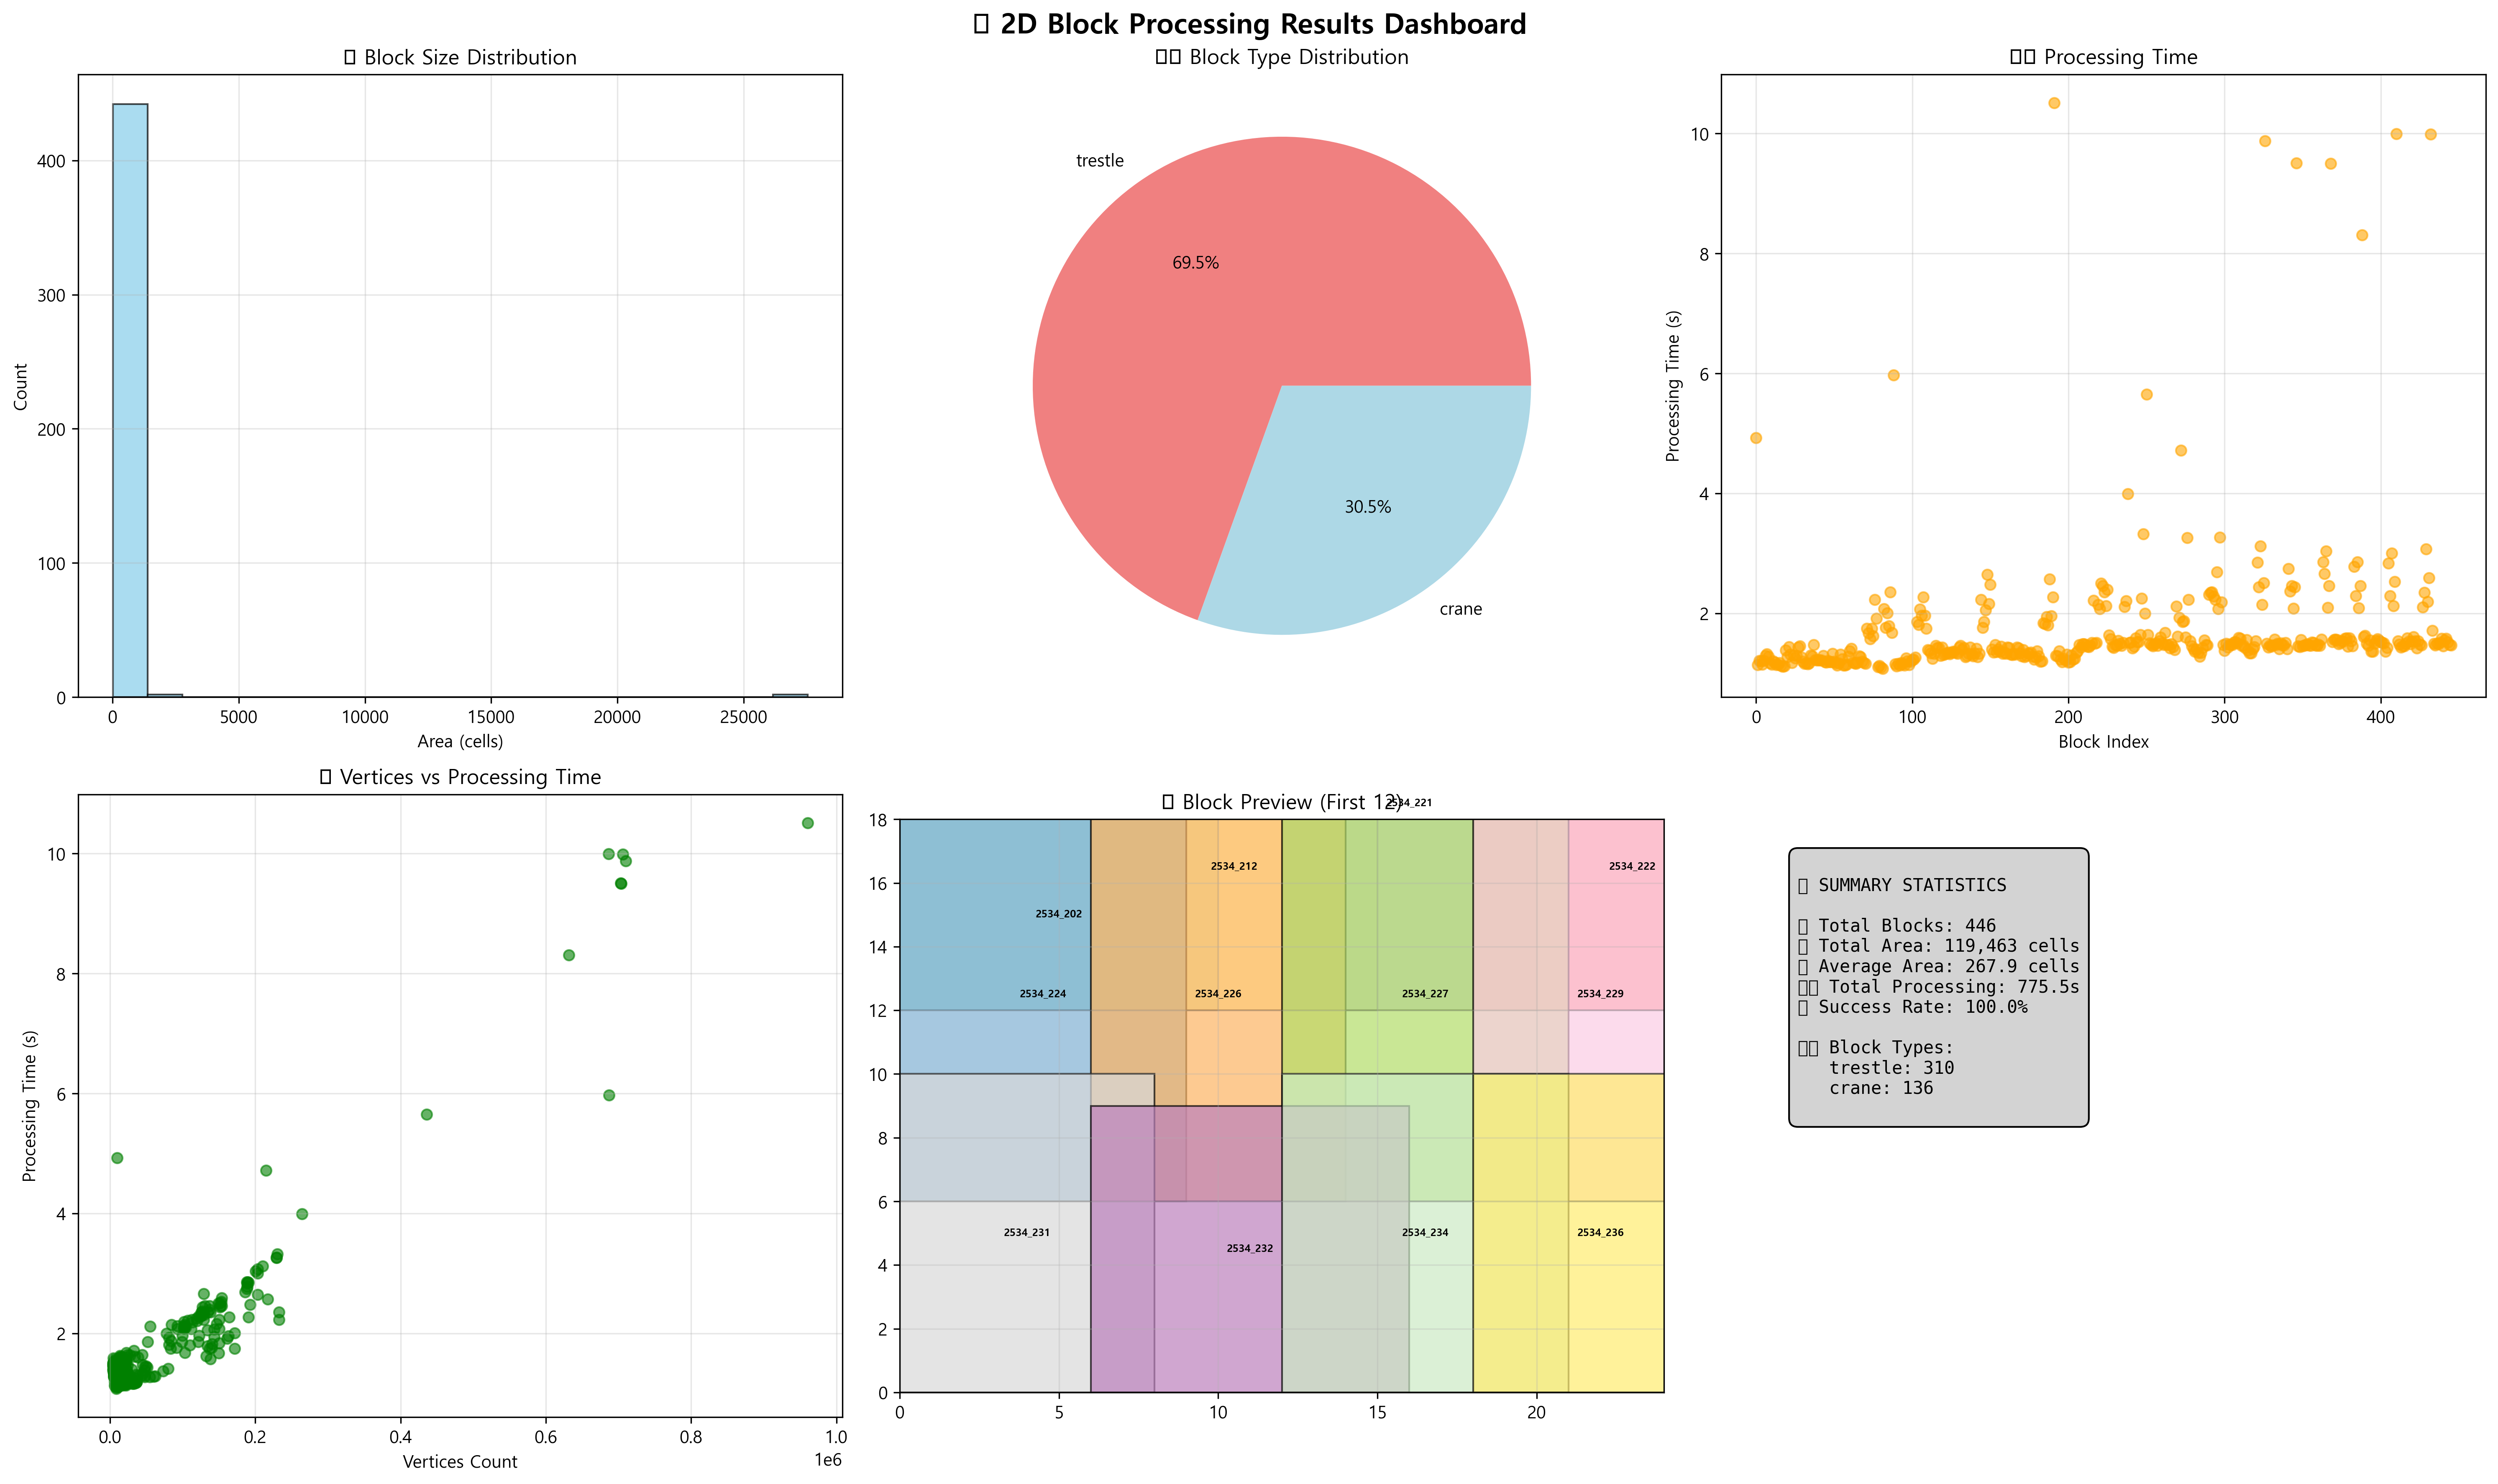 2D Block Processing Results Dashboard
Block Size Distribution
Count
400
300
200
100
0
0 5000 10000 15000 20000 25000
Area (cells)
Block Type Distribution
trestle
69.5%
30.5%
crane
Processing Time
Processing Time (s)
10
8
6
4
2
0 100 200 300 400
Block Index
Vertices vs Processing Time
Processing Time (s)
10
8
6
4
2
0.0 0.2 0.4 0.6 0.8 1.0
1e6
Vertices Count
Block Preview (First 12)
2534_221
18
16
14
12
10
8
6
4
2
0
2534_212
2534_222
2534_202
2534_224
2534_226
2534_227
2534_229
2534_231
2534_232
2534_234
2534_236
0 5 10 15 20
SUMMARY STATISTICS
Total Blocks: 446
Total Area: 119,463 cells
Average Area: 267.9 cells
Total Processing: 775.5s
Success Rate: 100.0%
Block Types:
trestle: 310
crane: 136